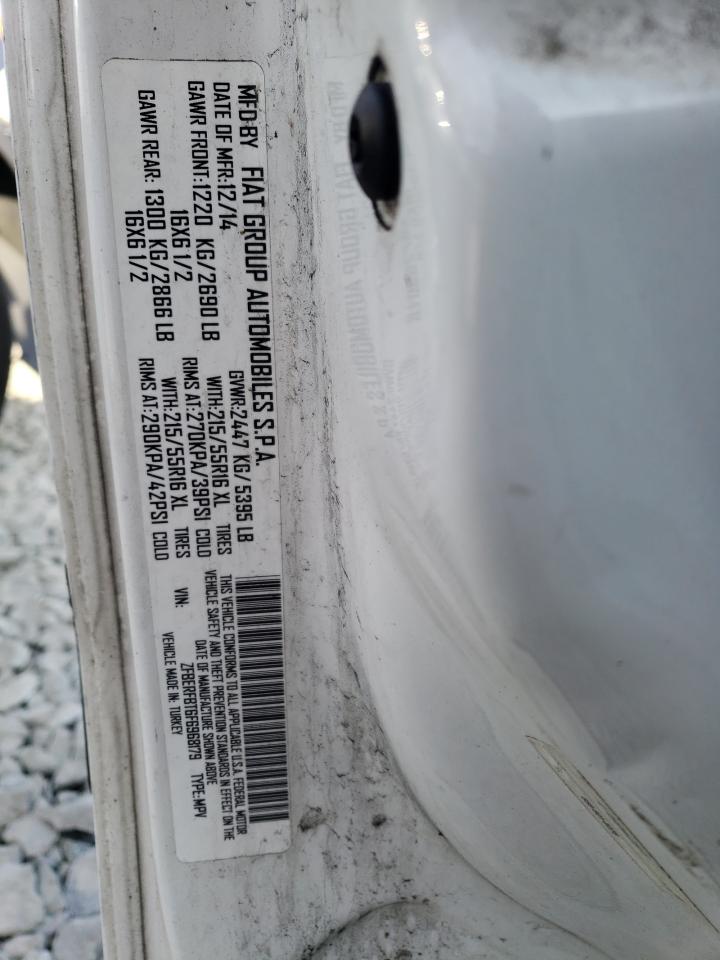 MFD BY FIAT GROUP AUTOMOBILES S.P.A.
DATE OF MFR:12/14 GVWR:2447 KG/5395 LB
GAWR FRONT:1220 KG/2690 LB WITH:215/55R16 XL TIRES
16X6 1/2 RIMS AT:270KPA/39PSI COLD
GAWR REAR: 1300 KG/2866 LB WITH:215/55R16 XL TIRES
16X6 1/2 RIMS AT:290KPA/42PSI COLD
THIS VEHICLE CONFORMS TO ALL APPLICABLE U.S.A. FEDERAL MOTOR
VEHICLE SAFETY AND THEFT PREVENTION STANDARDS IN EFFECT ON THE
DATE OF MANUFACTURE SHOWN ABOVE
VIN: ZFBERFBT6F6968179 TYPE:MPV
VEHICLE MADE IN: TURKEY